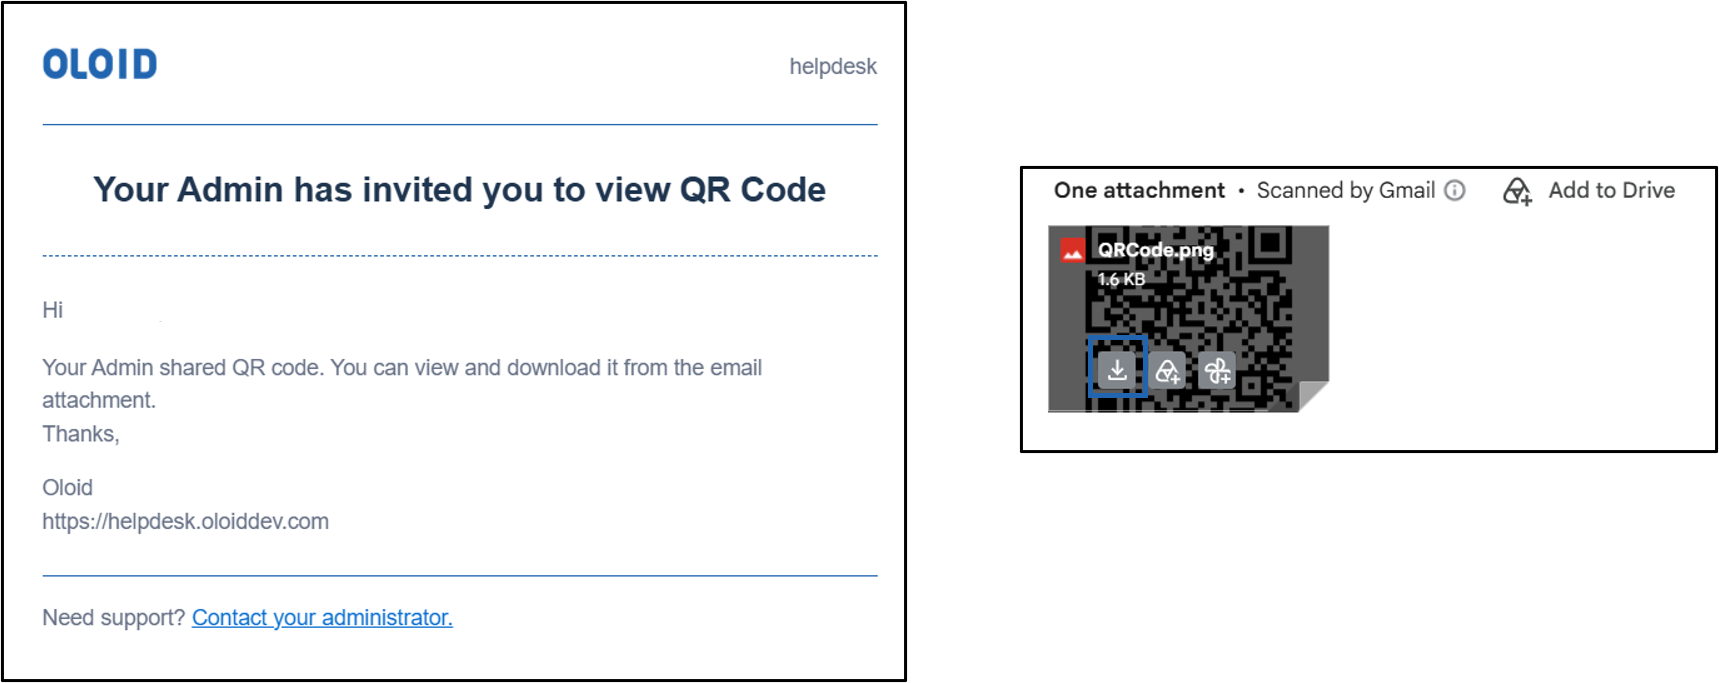 OLOID
helpdesk
Your Admin has invited you to view QR Code
Hi
Your Admin shared QR code. You can view and download it from the email
attachment.
Thanks,
Oloid
https://helpdesk.oloiddev.com
Need support? Contact your administrator.
One attachment • Scanned by Gmail Add to Drive
QRCode.png
1.6 KB